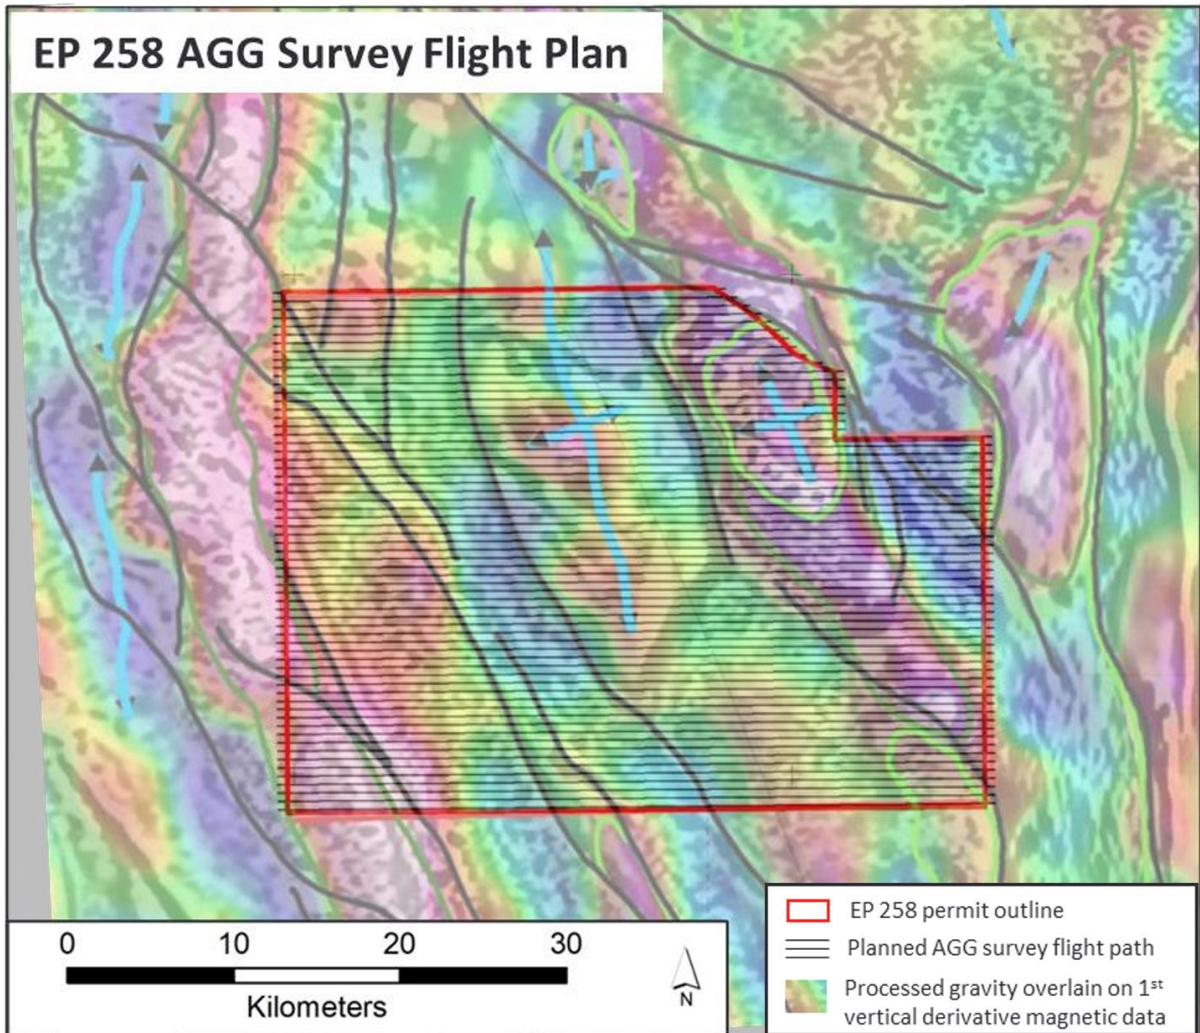 EP 258 AGG Survey Flight Plan
0 10 20 30
Kilometers
N
EP 258 permit outline
Planned AGG survey flight path
Processed gravity overlain on 1st
vertical derivative magnetic data